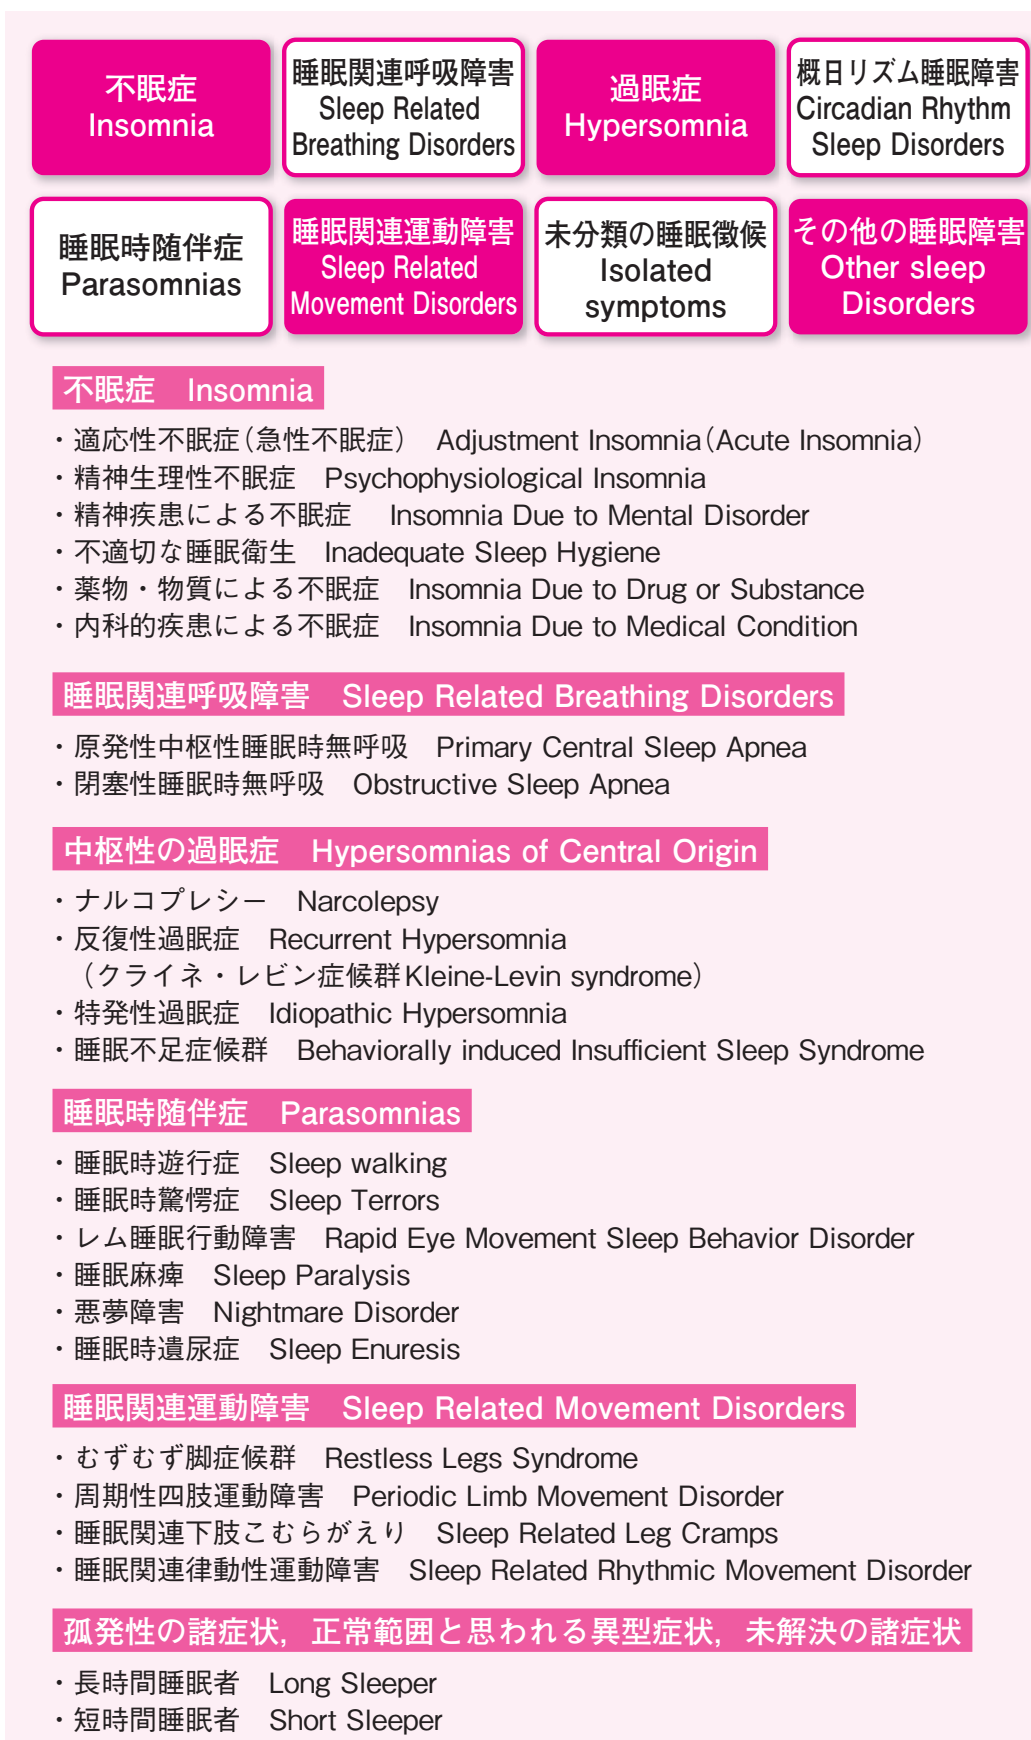 不眠症
Insomnia
睡眠関連呼吸障害
Sleep Related
Breathing Disorders
過眠症
Hypersomnia
概日リズム睡眠障害
Circadian Rhythm
Sleep Disorders
睡眠時随伴症
Parasomnias
睡眠関連運動障害
Sleep Related
Movement Disorders
未分類の睡眠徴候
Isolated
symptoms
その他の睡眠障害
Other sleep
Disorders
不眠症　Insomnia
・適応性不眠症（急性不眠症）　Adjustment Insomnia（Acute Insomnia）
・精神生理性不眠症　Psychophysiological Insomnia
・精神疾患による不眠症　Insomnia Due to Mental Disorder
・不適切な睡眠衛生　Inadequate Sleep Hygiene
・薬物・物質による不眠症　Insomnia Due to Drug or Substance
・内科的疾患による不眠症　Insomnia Due to Medical Condition
睡眠関連呼吸障害　Sleep Related Breathing Disorders
・原発性中枢性睡眠時無呼吸　Primary Central Sleep Apnea
・閉塞性睡眠時無呼吸　Obstructive Sleep Apnea
中枢性の過眠症　Hypersomnias of Central Origin
・ナルコプレシー　Narcolepsy
・反復性過眠症　Recurrent Hypersomnia
（クライネ・レビン症候群Kleine-Levin syndrome）
・特発性過眠症　Idiopathic Hypersomnia
・睡眠不足症候群　Behaviorally induced Insufficient Sleep Syndrome
睡眠時随伴症　Parasomnias
・睡眠時遊行症　Sleep walking
・睡眠時驚愕症　Sleep Terrors
・レム睡眠行動障害　Rapid Eye Movement Sleep Behavior Disorder
・睡眠麻痺　Sleep Paralysis
・悪夢障害　Nightmare Disorder
・睡眠時遺尿症　Sleep Enuresis
睡眠関連運動障害　Sleep Related Movement Disorders
・むずむず脚症候群　Restless Legs Syndrome
・周期性四肢運動障害　Periodic Limb Movement Disorder
・睡眠関連下肢こむらがえり　Sleep Related Leg Cramps
・睡眠関連律動性運動障害　Sleep Related Rhythmic Movement Disorder
孤発性の諸症状，正常範囲と思われる異型症状，未解決の諸症状
・長時間睡眠者　Long Sleeper
・短時間睡眠者　Short Sleeper